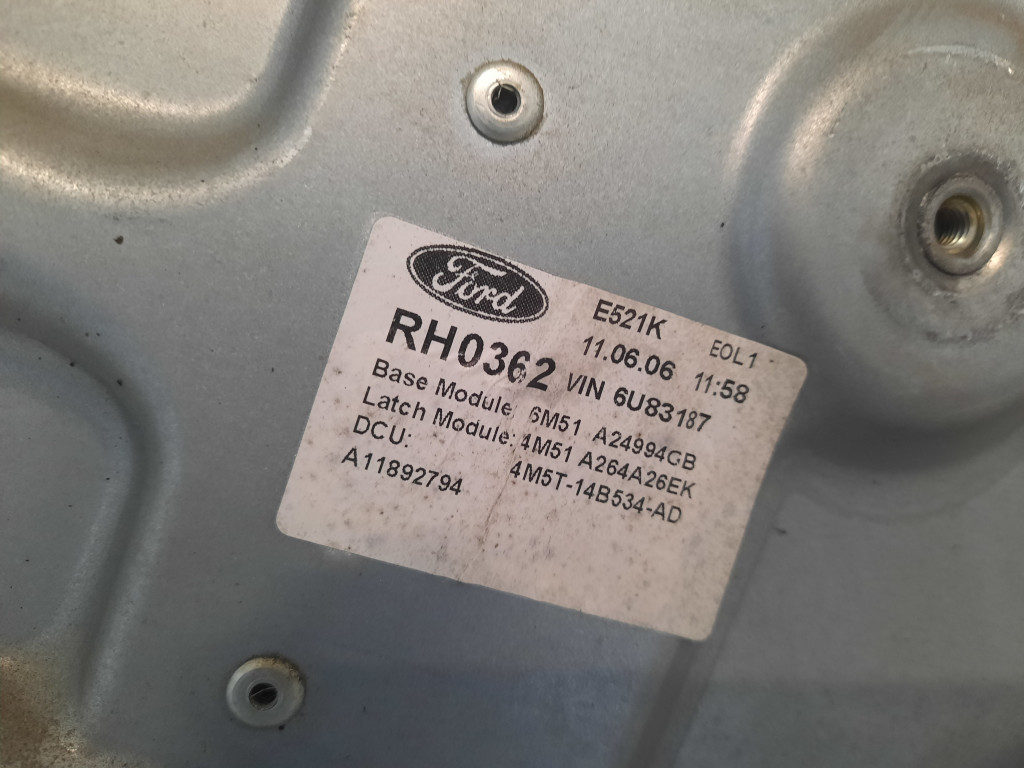 Ford
E521K
11.06.06 11:58 EOL1
RH0362 VIN 6U83187
Base Module: 6M51 A24994GB
Latch Module: 4M51 A264A26EK
DCU: 4M5T-14B534-AD
A11892794